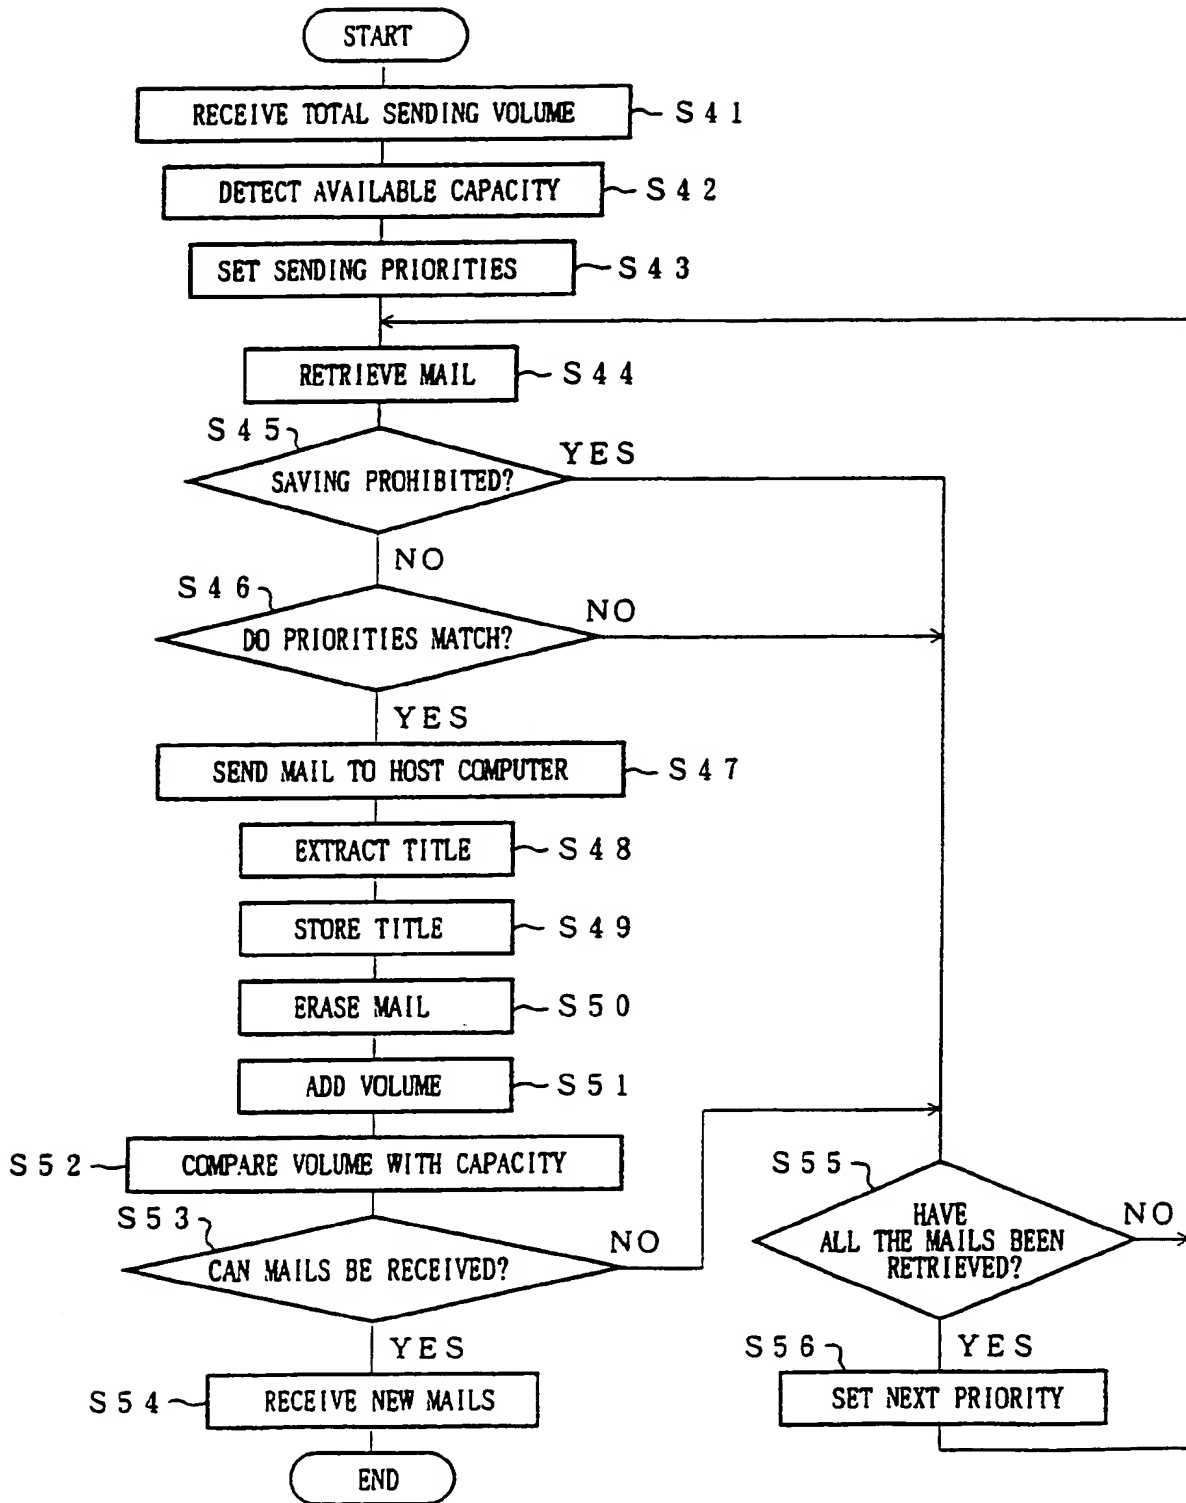 START
RECEIVE TOTAL SENDING VOLUME
S41
DETECT AVAILABLE CAPACITY
S42
SET SENDING PRIORITIES
S43
RETRIEVE MAIL
S44
S45
SAVING PROHIBITED?
YES
NO
S46
DO PRIORITIES MATCH?
NO
YES
SEND MAIL TO HOST COMPUTER
S47
EXTRACT TITLE
S48
STORE TITLE
S49
ERASE MAIL
S50
ADD VOLUME
S51
S52
COMPARE VOLUME WITH CAPACITY
S53
CAN MAILS BE RECEIVED?
NO
YES
S54
RECEIVE NEW MAILS
END
S55
HAVE
ALL THE MAILS BEEN
RETRIEVED?
NO
YES
S56
SET NEXT PRIORITY